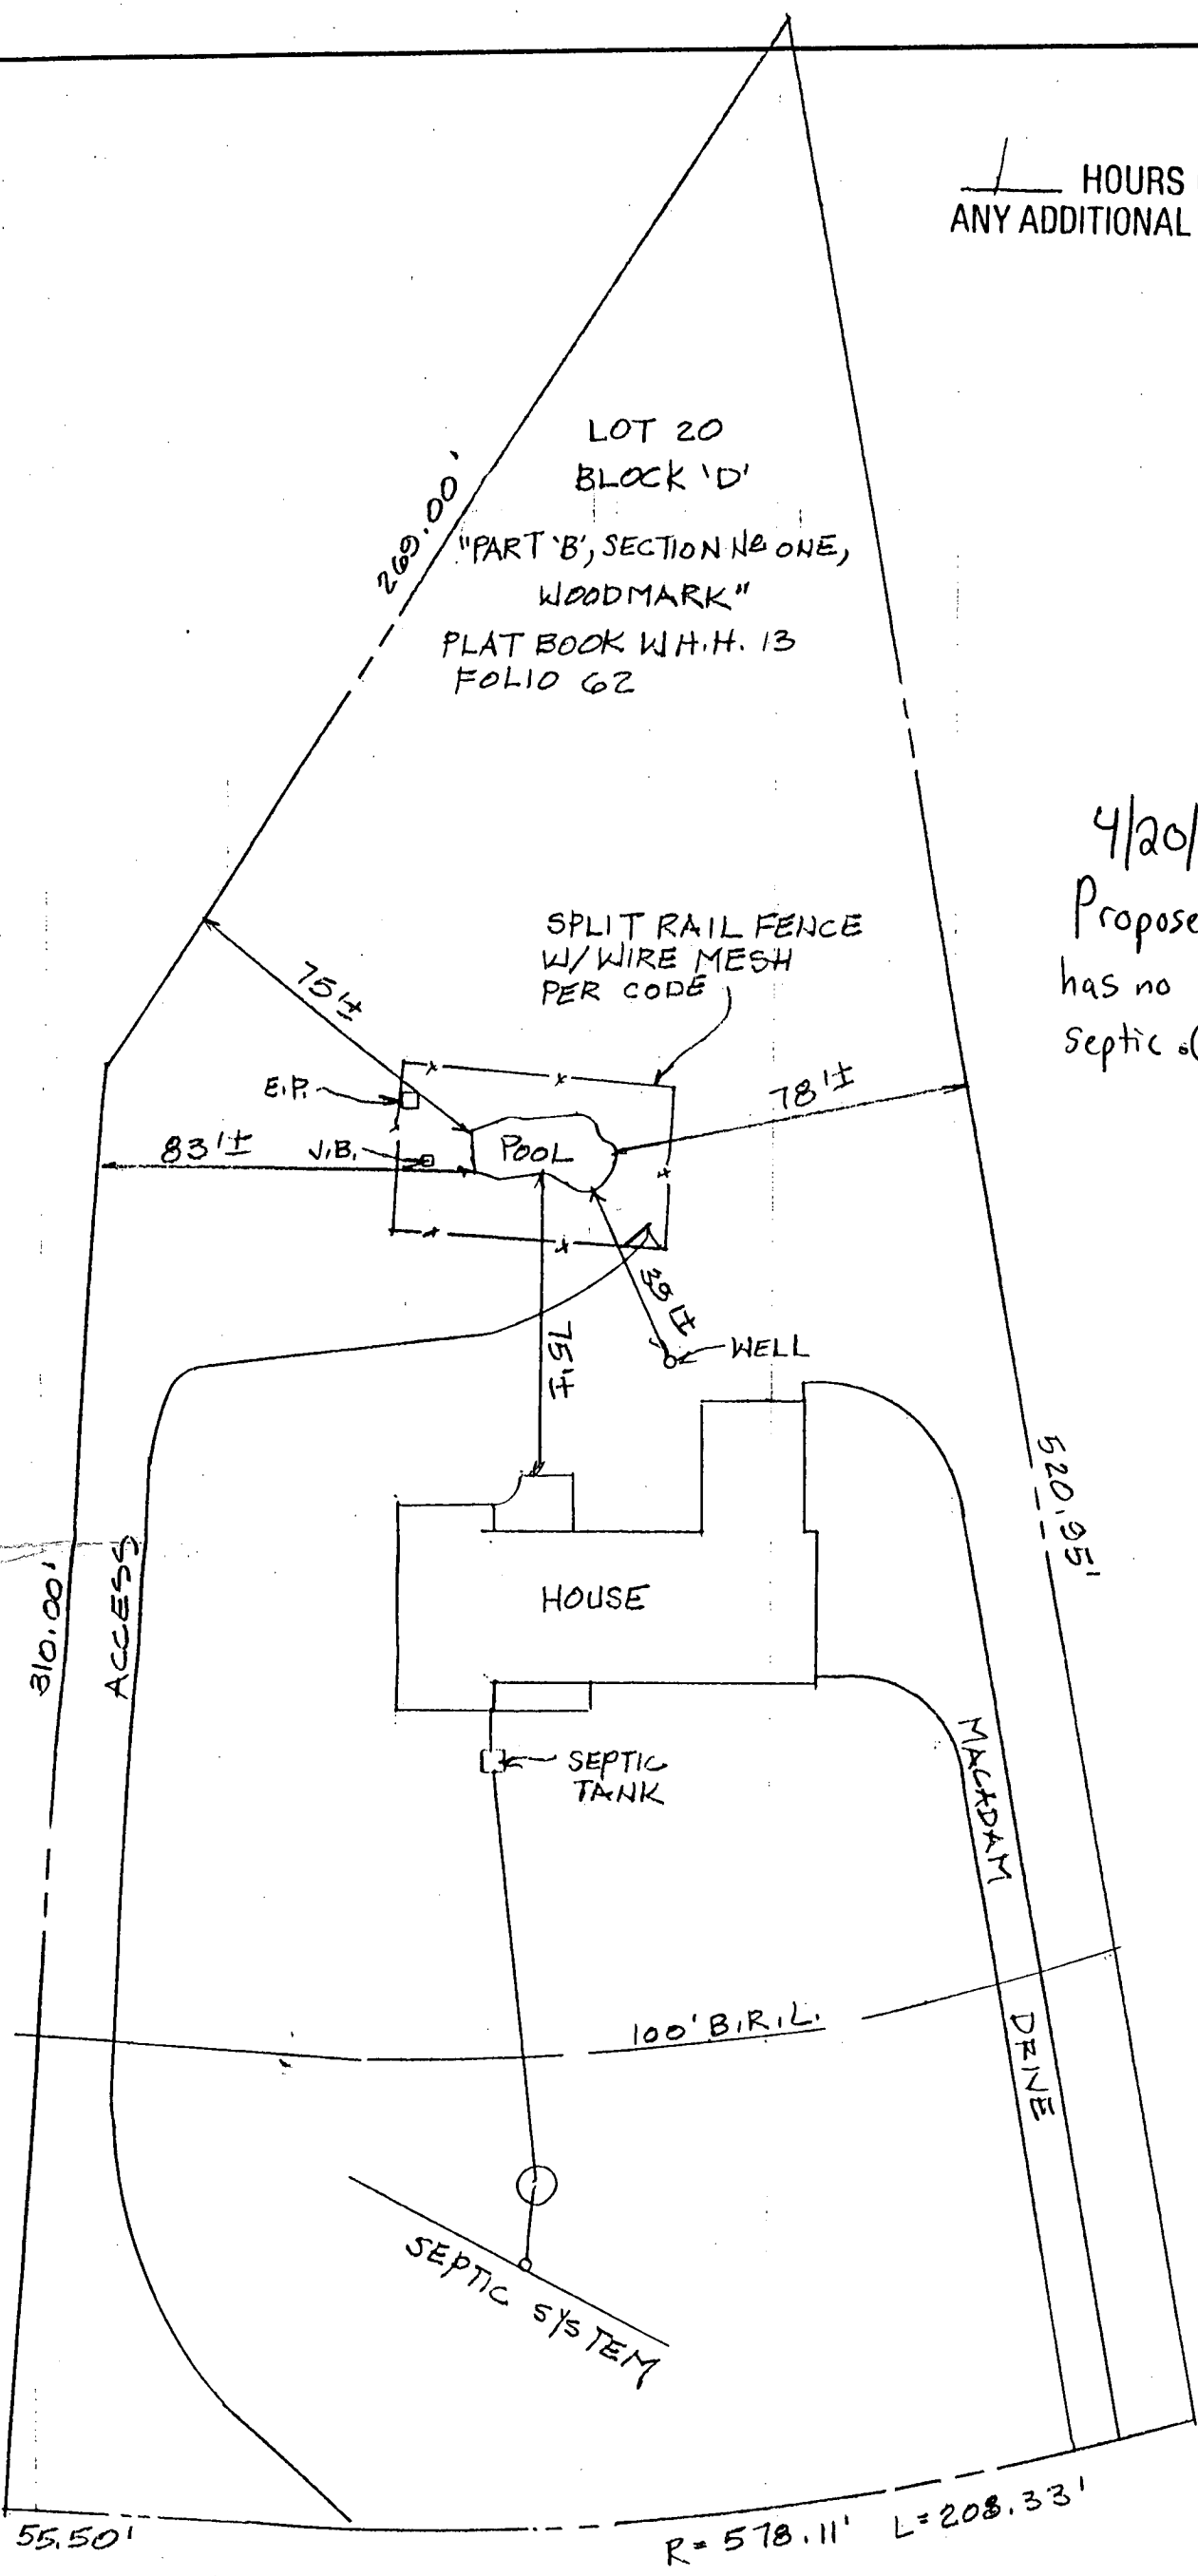 HOURS
ANY ADDITIONAL
LOT 20
BLOCK 'D'
269.00'
"PART 'B', SECTION No ONE,
WOODMARK"
PLAT BOOK W.H.H. 13
FOLIO 62
4/20/
Propose
has no
septic
SPLIT RAIL FENCE
W/ WIRE MESH
PER CODE
75'±
E.P.
78'±
83'±
V.B.
POOL
39'±
75'±
WELL
520.95'
310.00'
ACCESS
HOUSE
SEPTIC
TANK
MACADAM
DRIVE
100' B.R.L.
SEPTIC SYSTEM
55.50'
R = 578.11' L = 208.33'